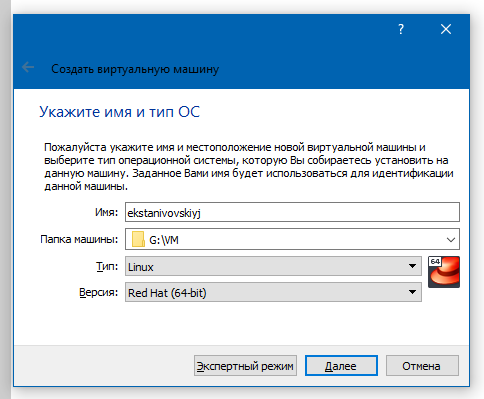 ?
Создать виртуальную машину
Укажите имя и тип ОС
Пожалуйста укажите имя и местоположение новой виртуальной машины и
выберите тип операционной системы, которую Вы собираетесь установить на
данную машину. Заданное Вами имя будет использоваться для идентификации
данной машины.
Имя: ekstanivovskiyj
Папка машины: G:\VM
Тип: Linux 64
Версия: Red Hat (64-bit)
Экспертный режим Далее Отмена